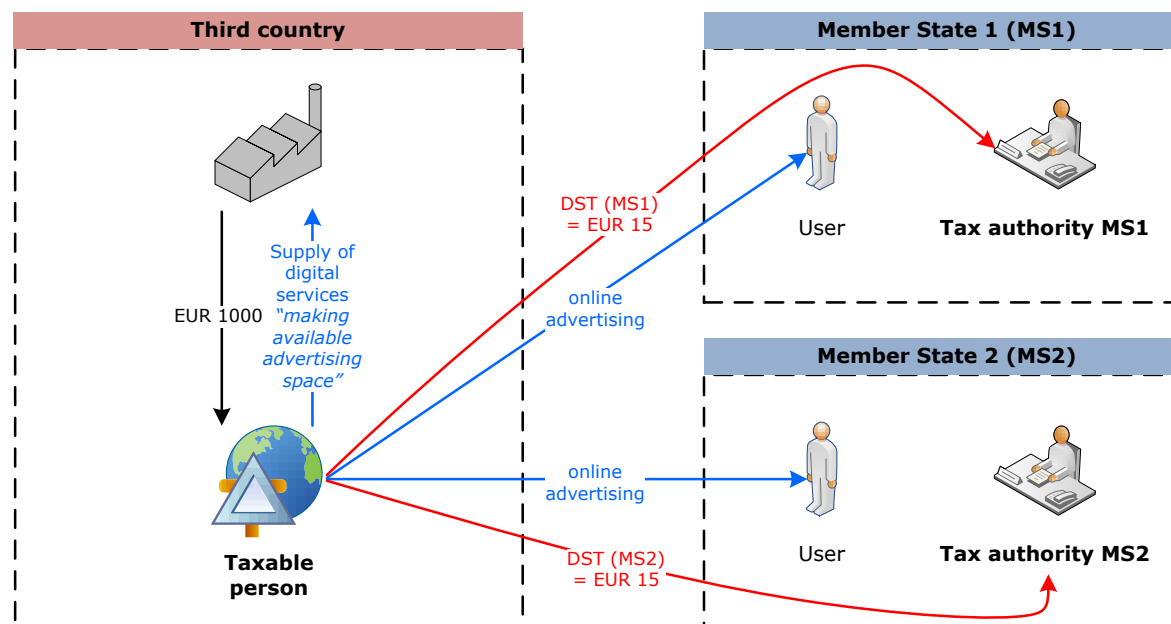 Third country
Member State 1 (MS1)
DST (MS1)
= EUR 15
User
Tax authority MS1
Supply of
digital
services
“making
available
advertising
space”
EUR 1000
online
advertising
Member State 2 (MS2)
online
advertising
Taxable
person
DST (MS2)
= EUR 15
User
Tax authority MS2